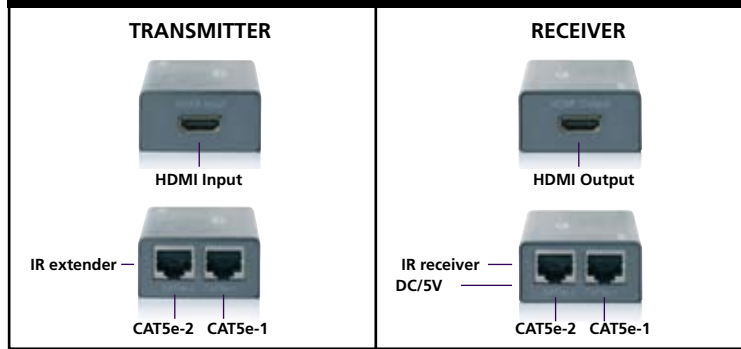 TRANSMITTER
HDMI Input
IR extender
CAT5e-2 CAT5e-1
RECEIVER
HDMI Output
IR receiver
DC/5V
CAT5e-2 CAT5e-1